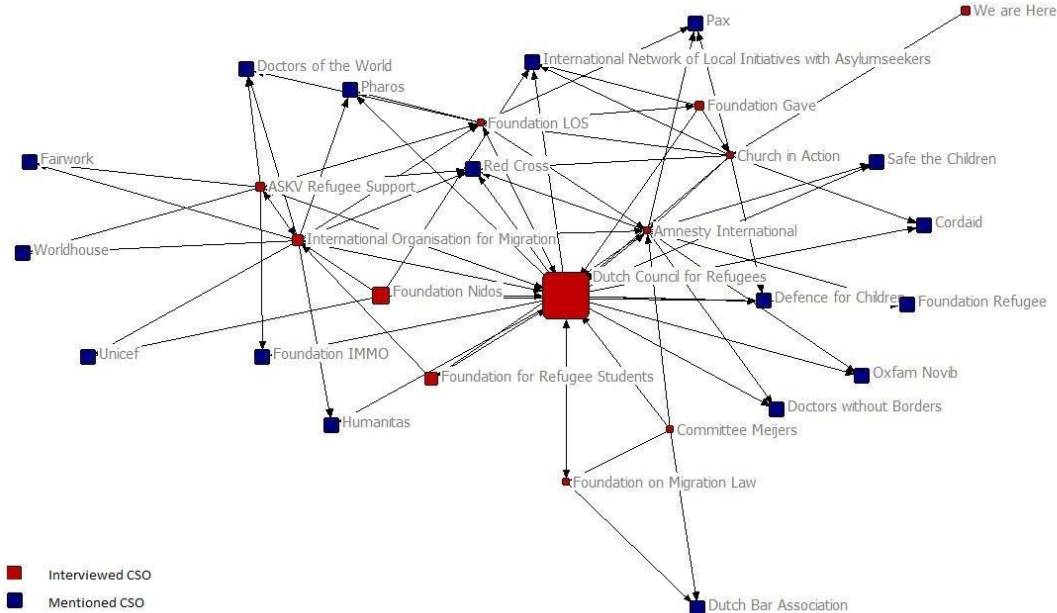 We are Here
Pax
International Network of Local Initiatives with Asylumseekers
Doctors of the World
Pharos
Foundation Gave
Foundation LOS
Church in Action
Fairwork
Red Cross
Safe the Children
ASKV Refugee Support
Cordaid
Amnesty International
International Organisation for Migration
Worldhouse
Dutch Council for Refugees
Foundation Nidos
Defence for Children
Foundation Refugee
Unicef
Foundation IMMO
Foundation for Refugee Students
Oxfam Novib
Doctors without Borders
Humanitas
Committee Meijers
Foundation on Migration Law
Interviewed CSO
Mentioned CSO
Dutch Bar Association